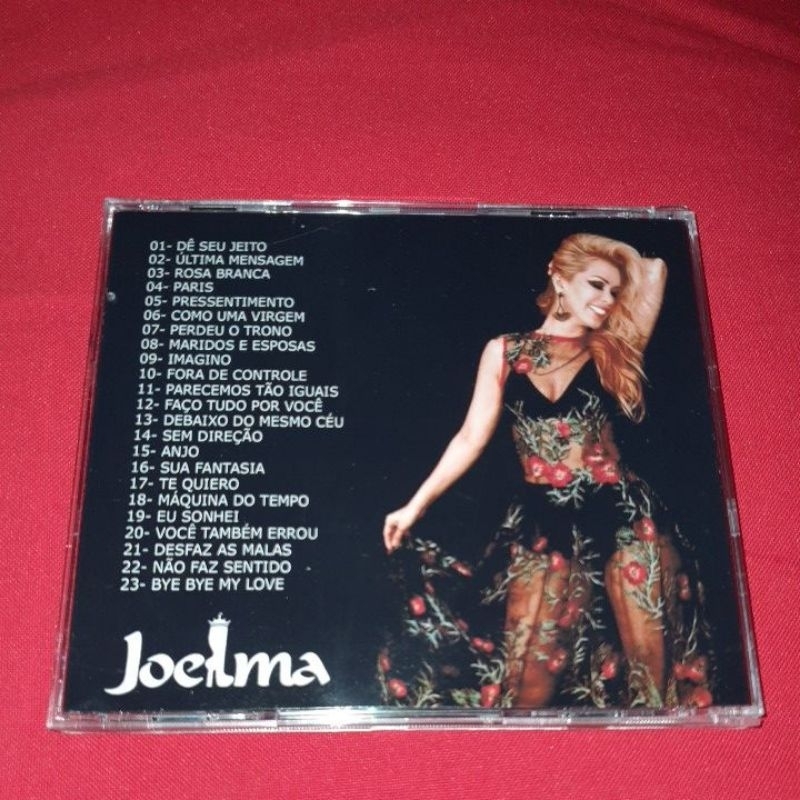 01- DÊ SEU JEITO
02- ÚLTIMA MENSAGEM
03- ROSA BRANCA
04- PARIS
05- PRESSENTIMENTO
06- COMO UMA VIRGEM
07- PERDEU O TRONO
08- MARIDOS E ESPOSAS
09- IMAGINO
10- FORA DE CONTROLE
11- PARECEMOS TÃO IGUAIS
12- FAÇO TUDO POR VOCÊ
13- DEBAIXO DO MESMO CÉU
14- SEM DIREÇÃO
15- ANJO
16- SUA FANTASIA
17- TE QUIERO
18- MÁQUINA DO TEMPO
19- EU SONHEI
20- VOCÊ TAMBÉM ERROU
21- DESFAZ AS MALAS
22- NÃO FAZ SENTIDO
23- BYE BYE MY LOVE
Joelma